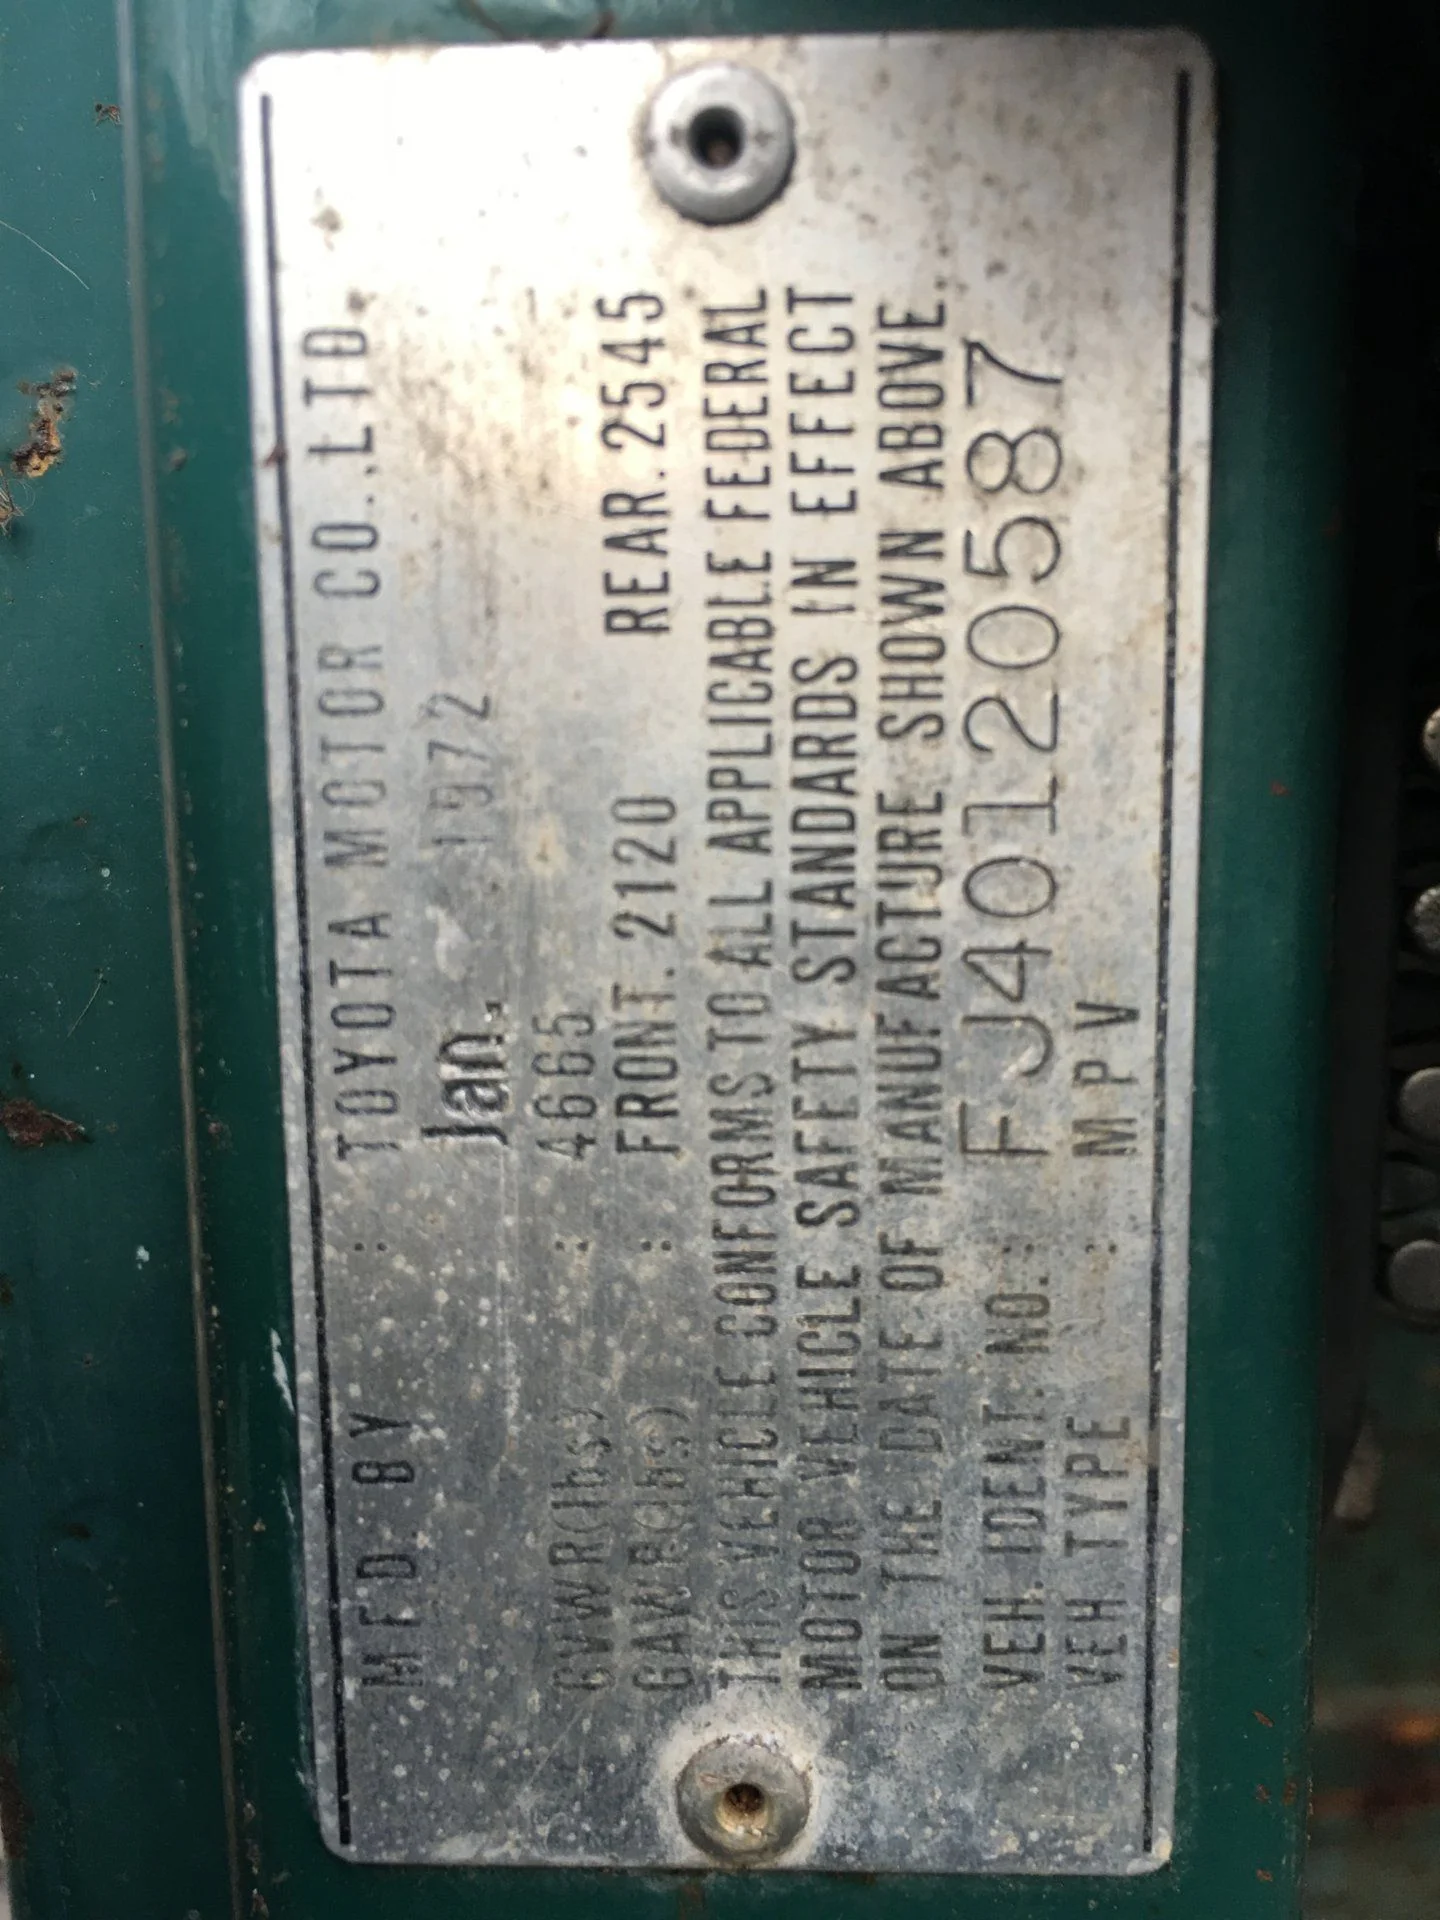 MFD. BY : TOYOTA MOTOR CO.,LTD.
Jan. 1972
GVWR(lbs) : 4665
GAWR(lbs) : FRONT. 2120 REAR. 2545
THIS VEHICLE CONFORMS TO ALL APPLICABLE FEDERAL
MOTOR VEHICLE SAFETY STANDARDS IN EFFECT
ON THE DATE OF MANUFACTURE SHOWN ABOVE.
VEH. IDENT. NO. : FJ40120587
VEH. TYPE : MPV